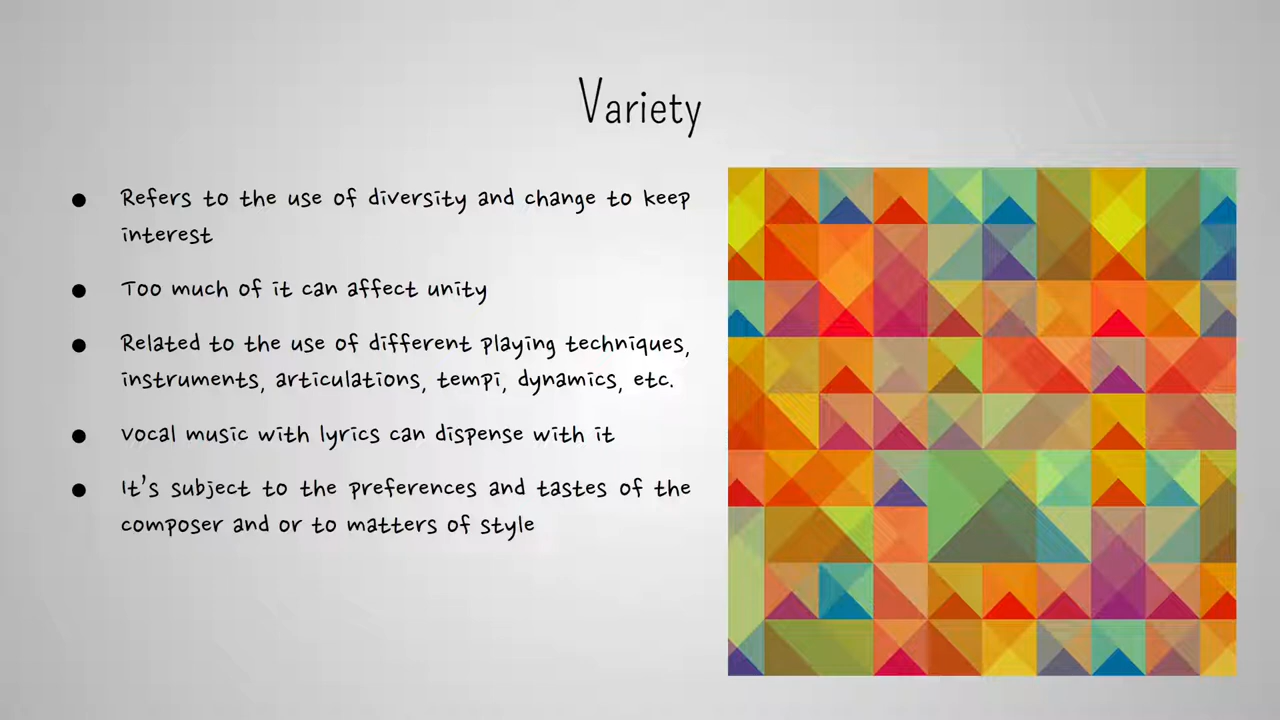 Variety
● Refers to the use of diversity and change to keep
interest
● Too much of it can affect unity
● Related to the use of different playing techniques,
instruments, articulations, tempi, dynamics, etc.
● Vocal music with lyrics can dispense with it
● It's subject to the preferences and tastes of the
composer and or to matters of style